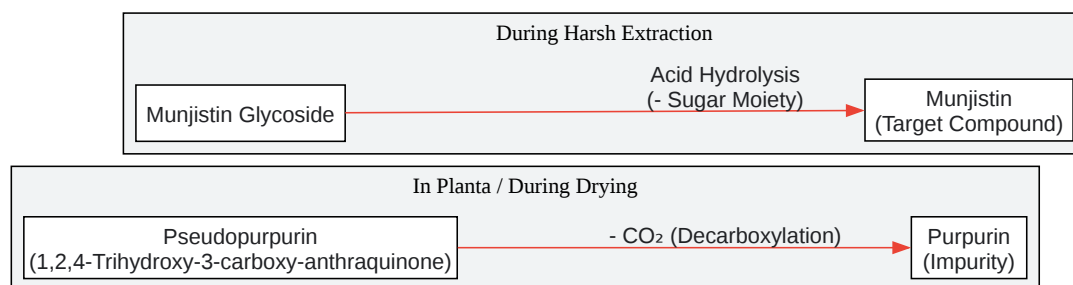 During Harsh Extraction
Munjistin Glycoside
Acid Hydrolysis
(- Sugar Moiety)
Munjistin
(Target Compound)
In Planta / During Drying
Pseudopurpurin
(1,2,4-Trihydroxy-3-carboxy-anthraquinone)
- CO₂ (Decarboxylation)
Purpurin
(Impurity)